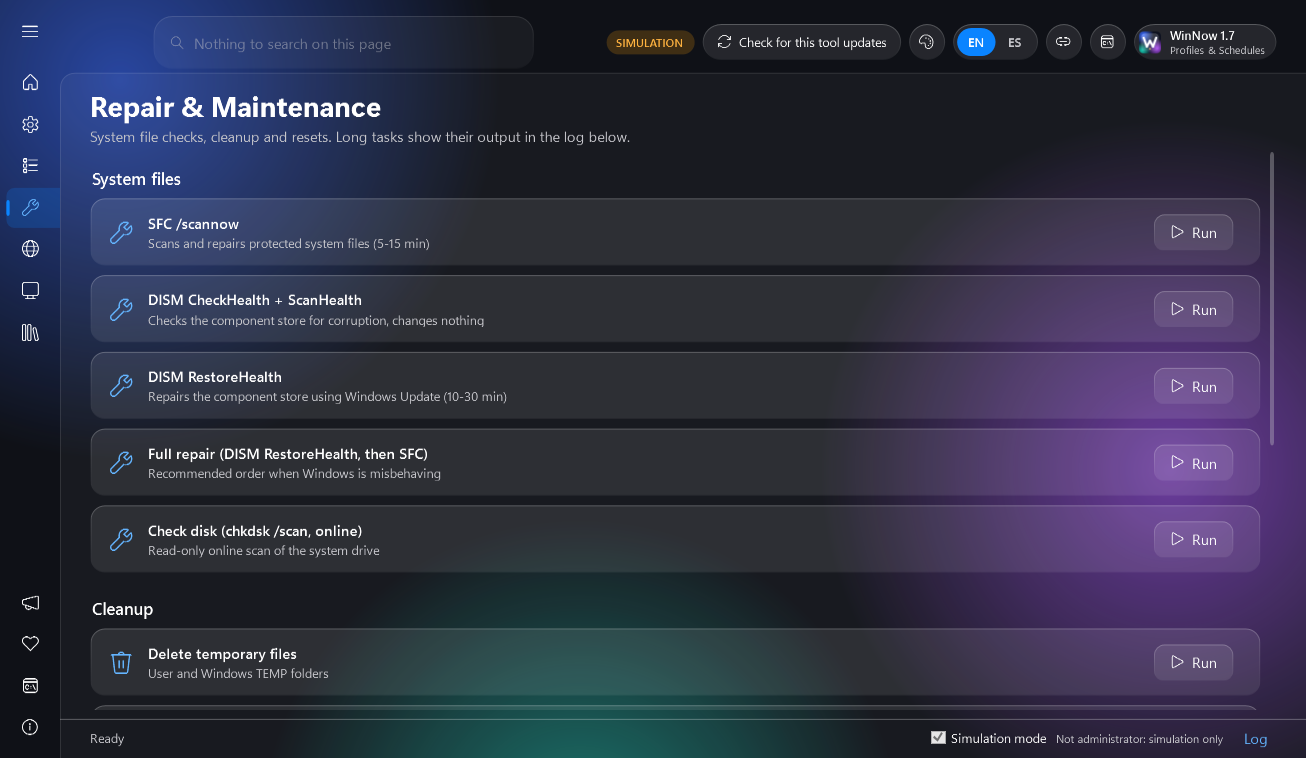 Nothing to search on this page
SIMULATION
Check for this tool updates
EN
ES
WinNow 1.7
Profiles & Schedules
Repair & Maintenance
System file checks, cleanup and resets. Long tasks show their output in the log below.
System files
SFC /scannow
Scans and repairs protected system files (5-15 min)
Run
DISM CheckHealth + ScanHealth
Checks the component store for corruption, changes nothing
Run
DISM RestoreHealth
Repairs the component store using Windows Update (10-30 min)
Run
Full repair (DISM RestoreHealth, then SFC)
Recommended order when Windows is misbehaving
Run
Check disk (chkdsk /scan, online)
Read-only online scan of the system drive
Run
Cleanup
Delete temporary files
User and Windows TEMP folders
Run
Ready
Simulation mode
Not administrator: simulation only
Log